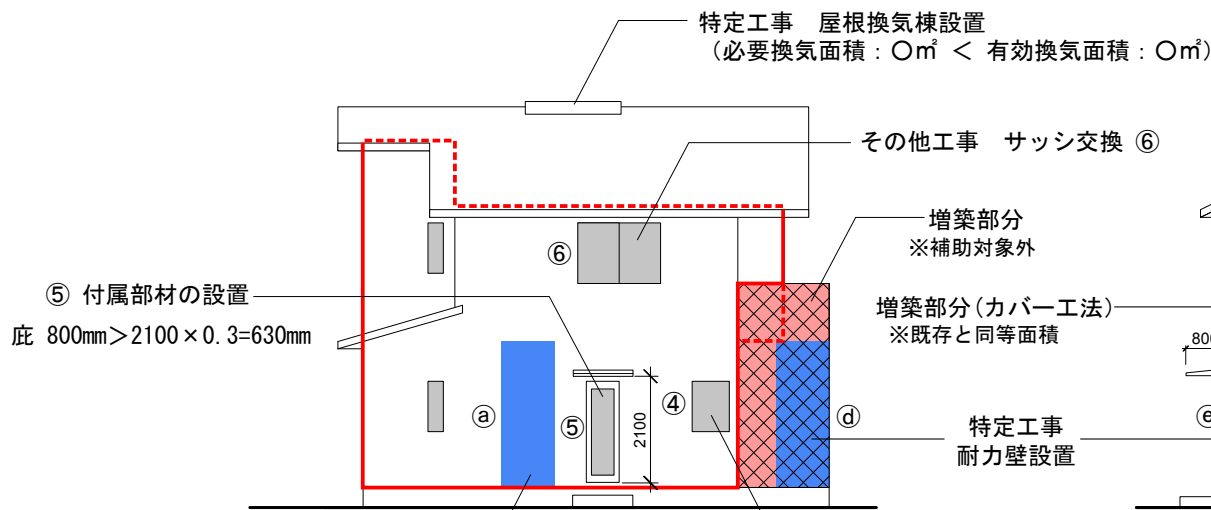 特定工事 屋根換気棟設置
(必要換気面積：〇㎡ ＜ 有効換気面積：〇㎡)
その他工事 サッシ交換 ⑥
増築部分
※補助対象外
⑥
⑤ 付属部材の設置
庇 800mm＞2100×0.3=630mm
増築部分(カバー工法)
※既存と同等面積
800
ⓐ
⑤
2100
④
ⓓ
ⓔ
特定工事
耐力壁設置